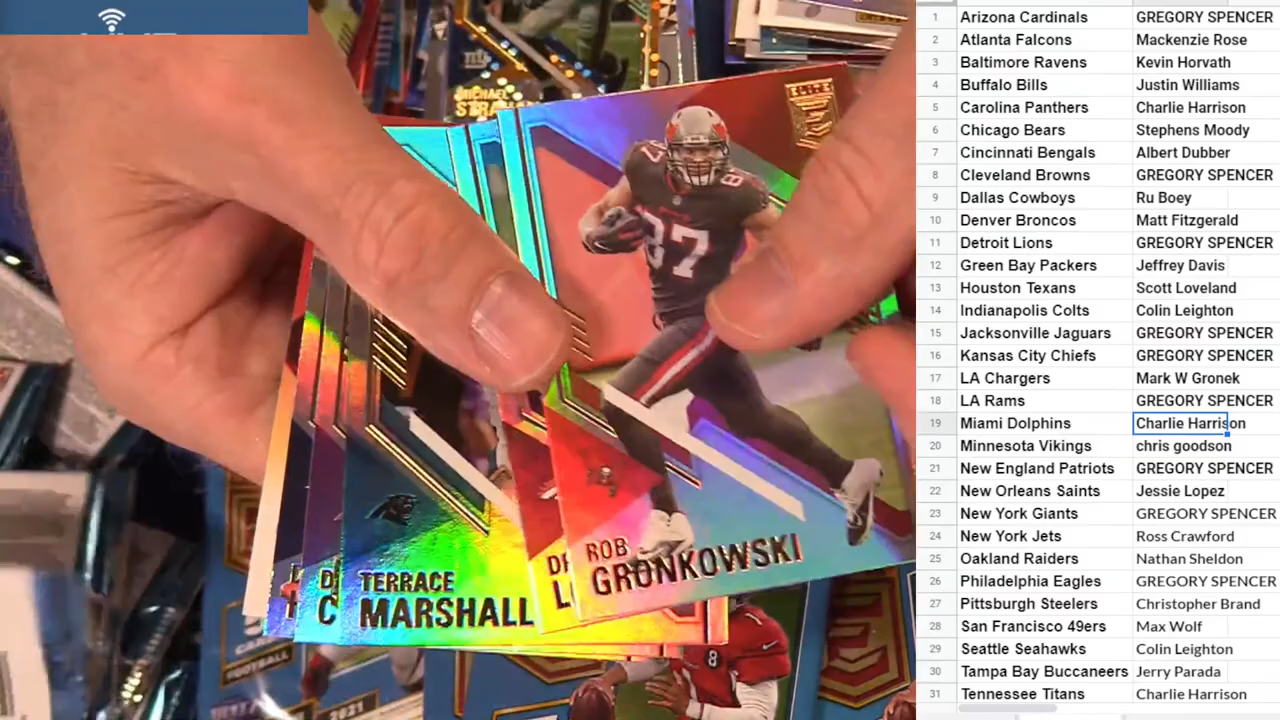 MICHAEL
STRAHAN
ELITE
87
37
ROB
GRONKOWSKI
TERRACE
MARSHALL
2021
8
1 Arizona Cardinals GREGORY SPENCER
2 Atlanta Falcons Mackenzie Rose
3 Baltimore Ravens Kevin Horvath
4 Buffalo Bills Justin Williams
5 Carolina Panthers Charlie Harrison
6 Chicago Bears Stephens Moody
7 Cincinnati Bengals Albert Dubber
8 Cleveland Browns GREGORY SPENCER
9 Dallas Cowboys Ru Boey
10 Denver Broncos Matt Fitzgerald
11 Detroit Lions GREGORY SPENCER
12 Green Bay Packers Jeffrey Davis
13 Houston Texans Scott Loveland
14 Indianapolis Colts Colin Leighton
15 Jacksonville Jaguars GREGORY SPENCER
16 Kansas City Chiefs GREGORY SPENCER
17 LA Chargers Mark W Gronek
18 LA Rams GREGORY SPENCER
19 Miami Dolphins Charlie Harrison
20 Minnesota Vikings chris goodson
21 New England Patriots GREGORY SPENCER
22 New Orleans Saints Jessie Lopez
23 New York Giants GREGORY SPENCER
24 New York Jets Ross Crawford
25 Oakland Raiders Nathan Sheldon
26 Philadelphia Eagles GREGORY SPENCER
27 Pittsburgh Steelers Christopher Brand
28 San Francisco 49ers Max Wolf
29 Seattle Seahawks Colin Leighton
30 Tampa Bay Buccaneers Jerry Parada
31 Tennessee Titans Charlie Harrison